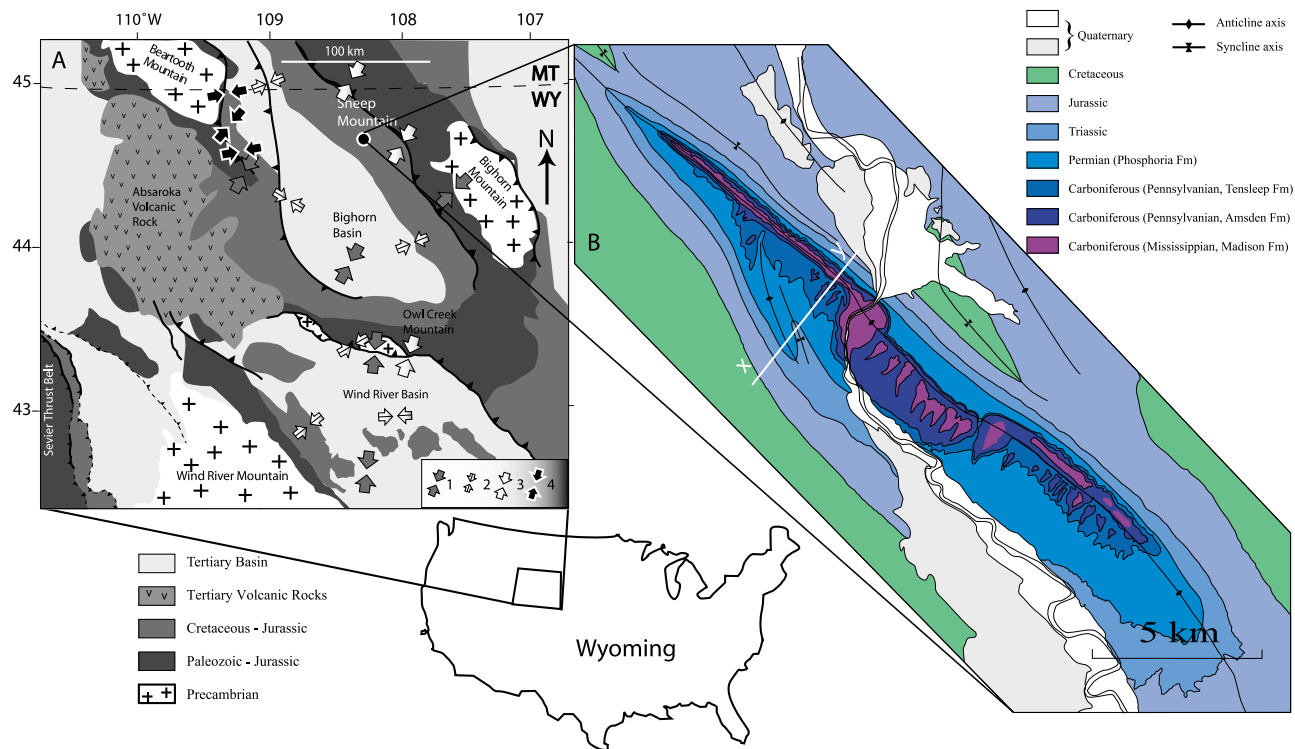 110°W 109 108 107
A
100 km
Beartooth
Mountain
45
MT
WY
Sheep
Mountain
N
Bighorn
Mountain
Absaroka
Volcanic
Rock
Bighorn
Basin
44
Owl Creek
Mountain
43
Wind River Basin
Sevier Thrust Belt
Wind River Mountain
1 2 3 4
Tertiary Basin
Tertiary Volcanic Rocks
Cretaceous - Jurassic
Paleozoic - Jurassic
Precambrian
Wyoming
B
X
Y
5 km
Quaternary
Cretaceous
Jurassic
Triassic
Permian (Phosphoria Fm)
Carboniferous (Pennsylvanian, Tensleep Fm)
Carboniferous (Pennsylvanian, Amsden Fm)
Carboniferous (Mississippian, Madison Fm)
Anticline axis
Syncline axis